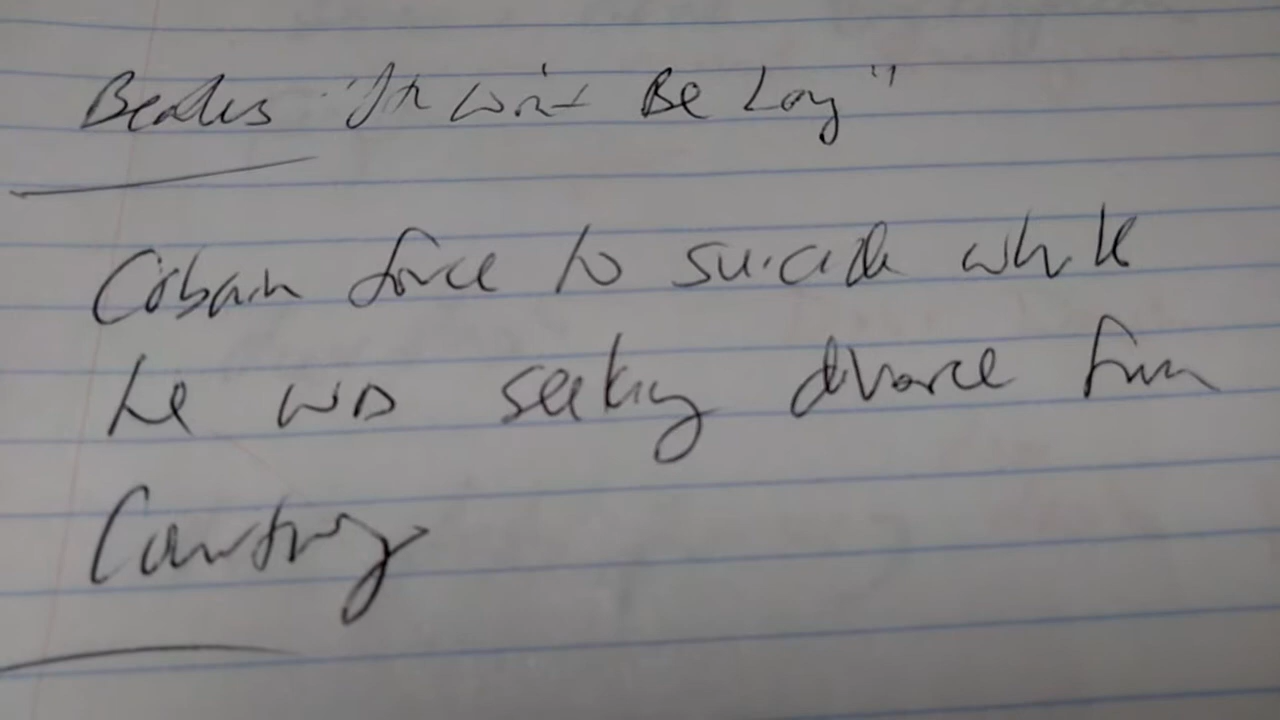 Beatles "It Won't Be Long"
Cobain force to suicide while
he was seeking divorce from
Courtney